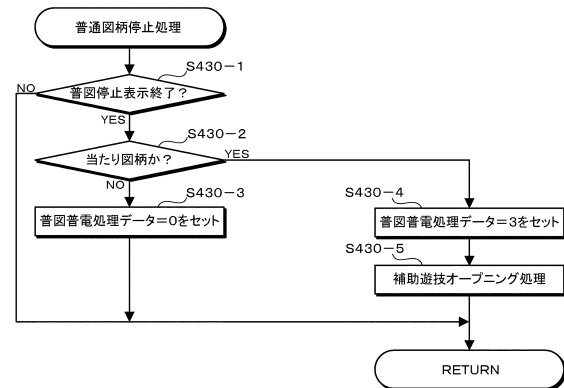 普通図柄停止処理
S430-1
普図停止表示終了？
NO
YES
S430-2
当たり図柄か？
YES
NO
S430-3
普図普電処理データ＝0をセット
S430-4
普図普電処理データ＝3をセット
S430-5
補助遊技オープニング処理
RETURN